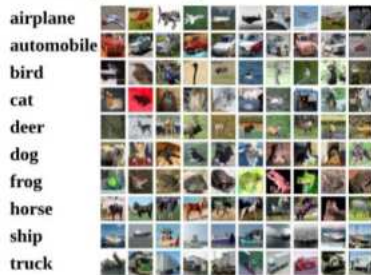 airplane
automobile
bird
cat
deer
dog
frog
horse
ship
truck